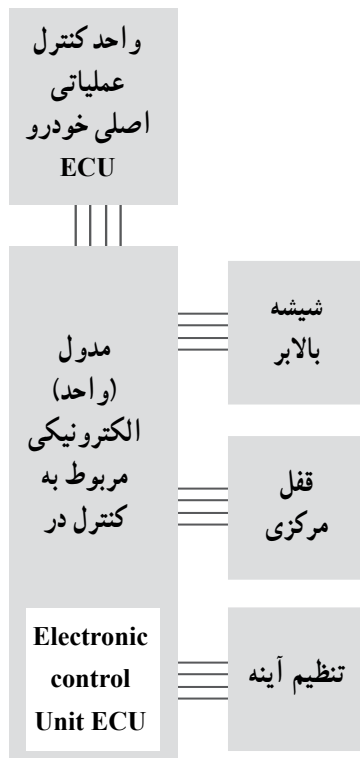 واحد کنترل
عملیاتی
اصلی خودرو
ECU
مدول
(واحد)
الکترونیکی
مربوط به
کنترل در
Electronic
control
Unit ECU
شیشه
بالابر
قفل
مرکزی
تنظیم آینه